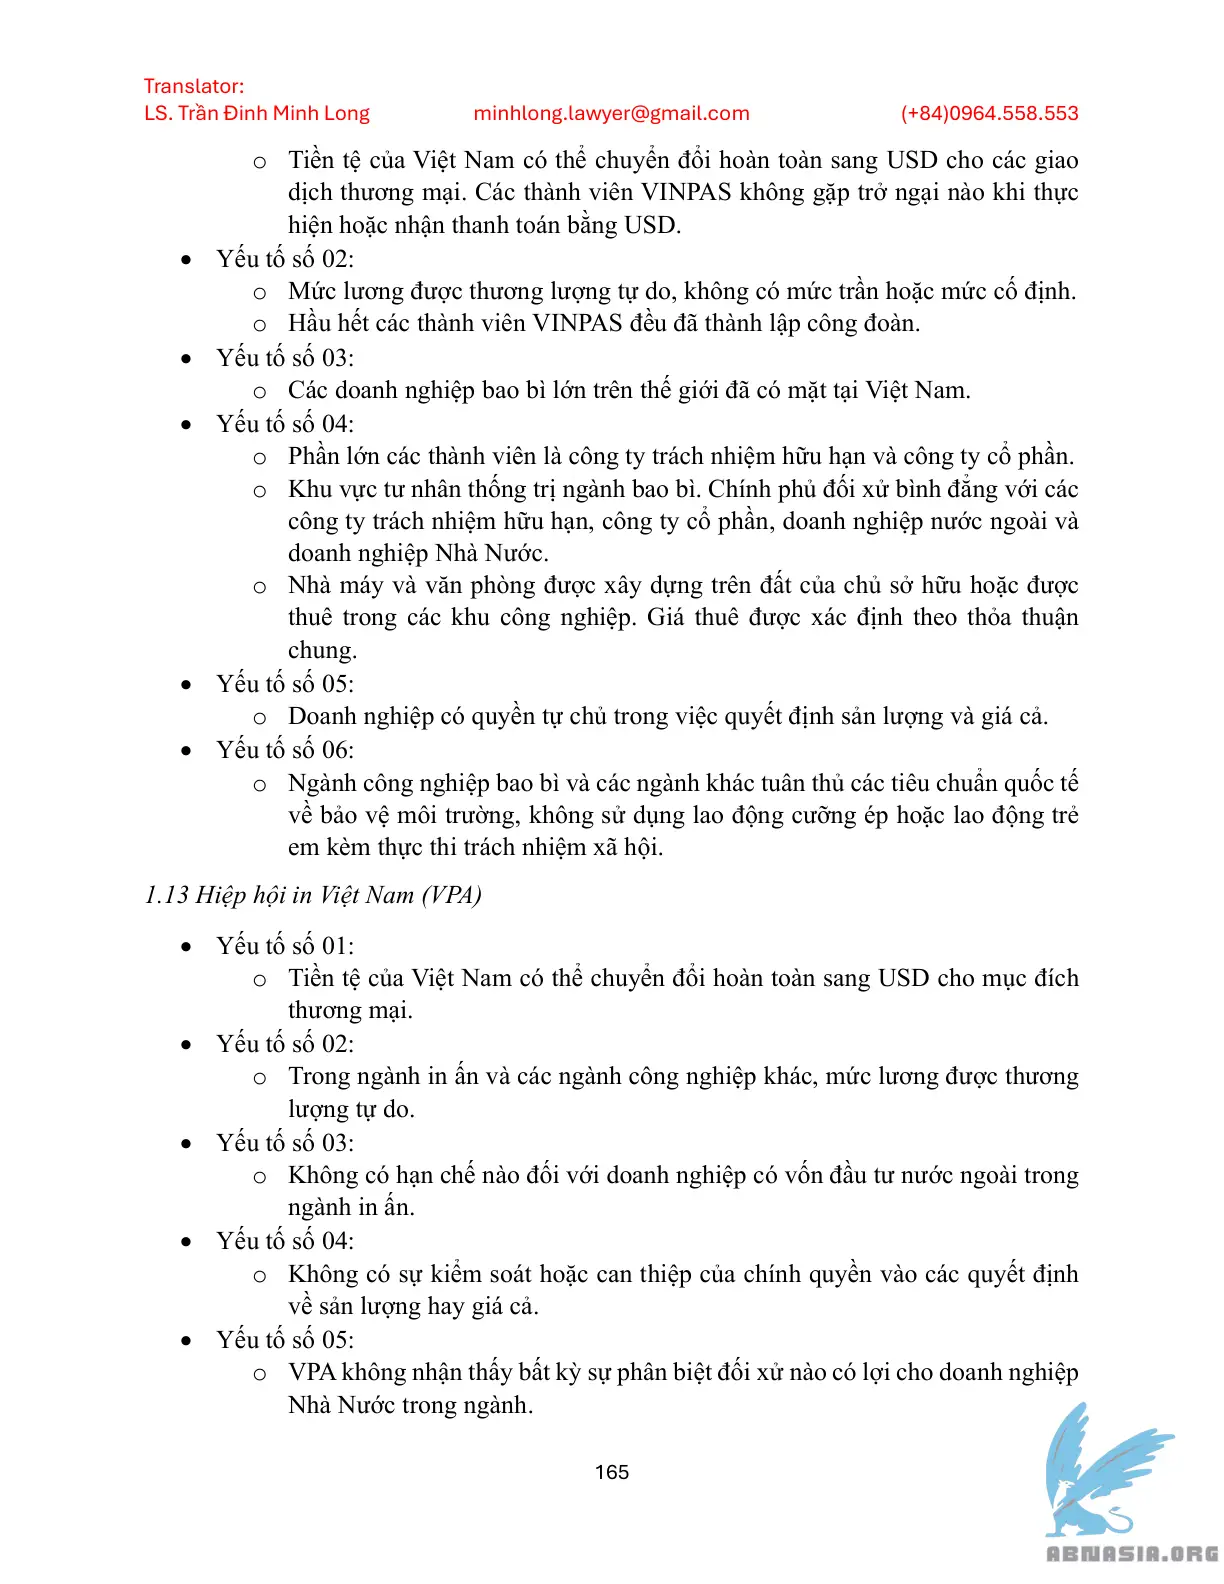 Translator:
LS. Trần Đinh Minh Long minhlong.lawyer@gmail.com (+84)0964.558.553
o Tiền tệ của Việt Nam có thể chuyển đổi hoàn toàn sang USD cho các giao
dịch thương mại. Các thành viên VINPAS không gặp trở ngại nào khi thực
hiện hoặc nhận thanh toán bằng USD.
• Yếu tố số 02:
o Mức lương được thương lượng tự do, không có mức trần hoặc mức cố định.
o Hầu hết các thành viên VINPAS đều đã thành lập công đoàn.
• Yếu tố số 03:
o Các doanh nghiệp bao bì lớn trên thế giới đã có mặt tại Việt Nam.
• Yếu tố số 04:
o Phần lớn các thành viên là công ty trách nhiệm hữu hạn và công ty cổ phần.
o Khu vực tư nhân thống trị ngành bao bì. Chính phủ đối xử bình đẳng với các
công ty trách nhiệm hữu hạn, công ty cổ phần, doanh nghiệp nước ngoài và
doanh nghiệp Nhà Nước.
o Nhà máy và văn phòng được xây dựng trên đất của chủ sở hữu hoặc được
thuê trong các khu công nghiệp. Giá thuê được xác định theo thỏa thuận
chung.
• Yếu tố số 05:
o Doanh nghiệp có quyền tự chủ trong việc quyết định sản lượng và giá cả.
• Yếu tố số 06:
o Ngành công nghiệp bao bì và các ngành khác tuân thủ các tiêu chuẩn quốc tế
về bảo vệ môi trường, không sử dụng lao động cưỡng ép hoặc lao động trẻ
em kèm thực thi trách nhiệm xã hội.
1.13 Hiệp hội in Việt Nam (VPA)
• Yếu tố số 01:
o Tiền tệ của Việt Nam có thể chuyển đổi hoàn toàn sang USD cho mục đích
thương mại.
• Yếu tố số 02:
o Trong ngành in ấn và các ngành công nghiệp khác, mức lương được thương
lượng tự do.
• Yếu tố số 03:
o Không có hạn chế nào đối với doanh nghiệp có vốn đầu tư nước ngoài trong
ngành in ấn.
• Yếu tố số 04:
o Không có sự kiểm soát hoặc can thiệp của chính quyền vào các quyết định
về sản lượng hay giá cả.
• Yếu tố số 05:
o VPA không nhận thấy bất kỳ sự phân biệt đối xử nào có lợi cho doanh nghiệp
Nhà Nước trong ngành.
165
ABNASIA.ORG